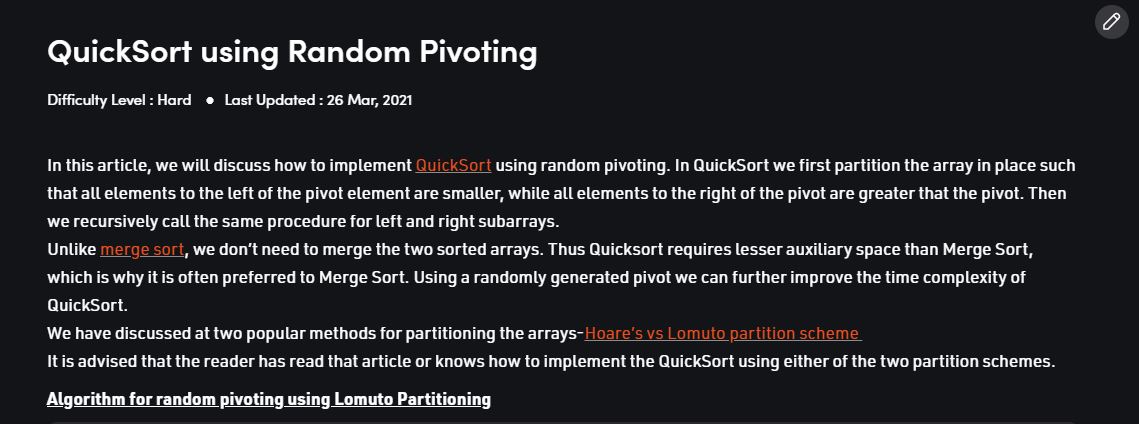 QuickSort using Random Pivoting
Difficulty Level : Hard ● Last Updated : 26 Mar, 2021
In this article, we will discuss how to implement QuickSort using random pivoting. In QuickSort we first partition the array in place such
that all elements to the left of the pivot element are smaller, while all elements to the right of the pivot are greater that the pivot. Then
we recursively call the same procedure for left and right subarrays.
Unlike merge sort, we don’t need to merge the two sorted arrays. Thus Quicksort requires lesser auxiliary space than Merge Sort,
which is why it is often preferred to Merge Sort. Using a randomly generated pivot we can further improve the time complexity of
QuickSort.
We have discussed at two popular methods for partitioning the arrays-Hoare’s vs Lomuto partition scheme
It is advised that the reader has read that article or knows how to implement the QuickSort using either of the two partition schemes.
Algorithm for random pivoting using Lomuto Partitioning